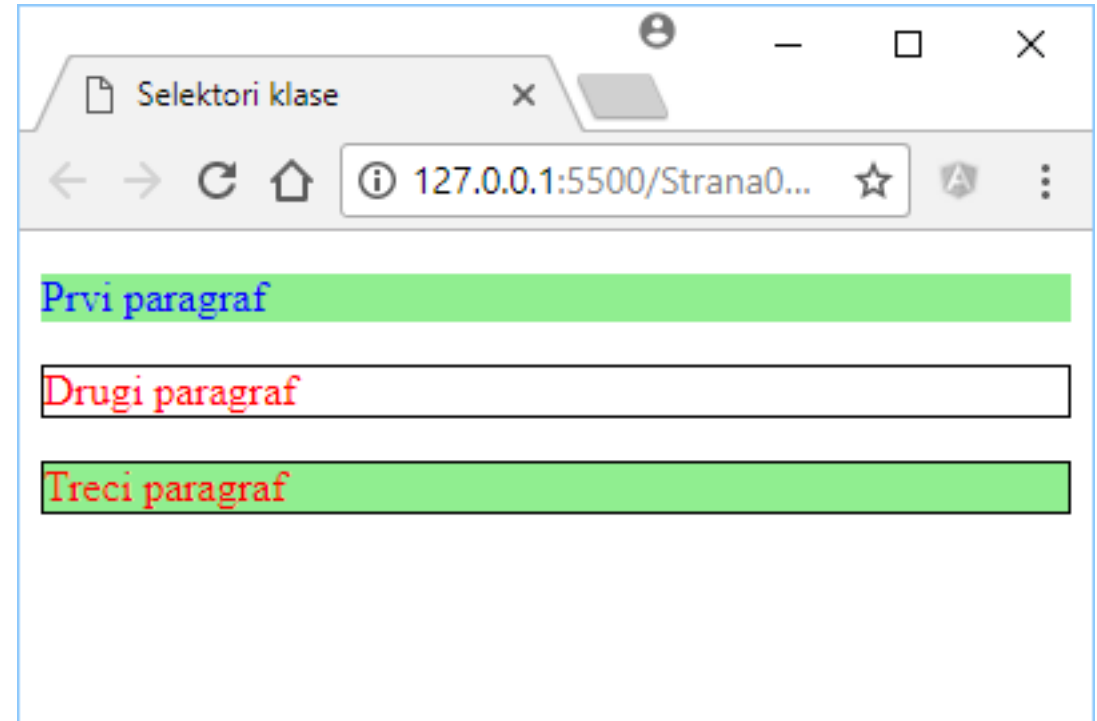 Selektori klase
127.0.0.1:5500/Strana0...
Prvi paragraf
Drugi paragraf
Treci paragraf